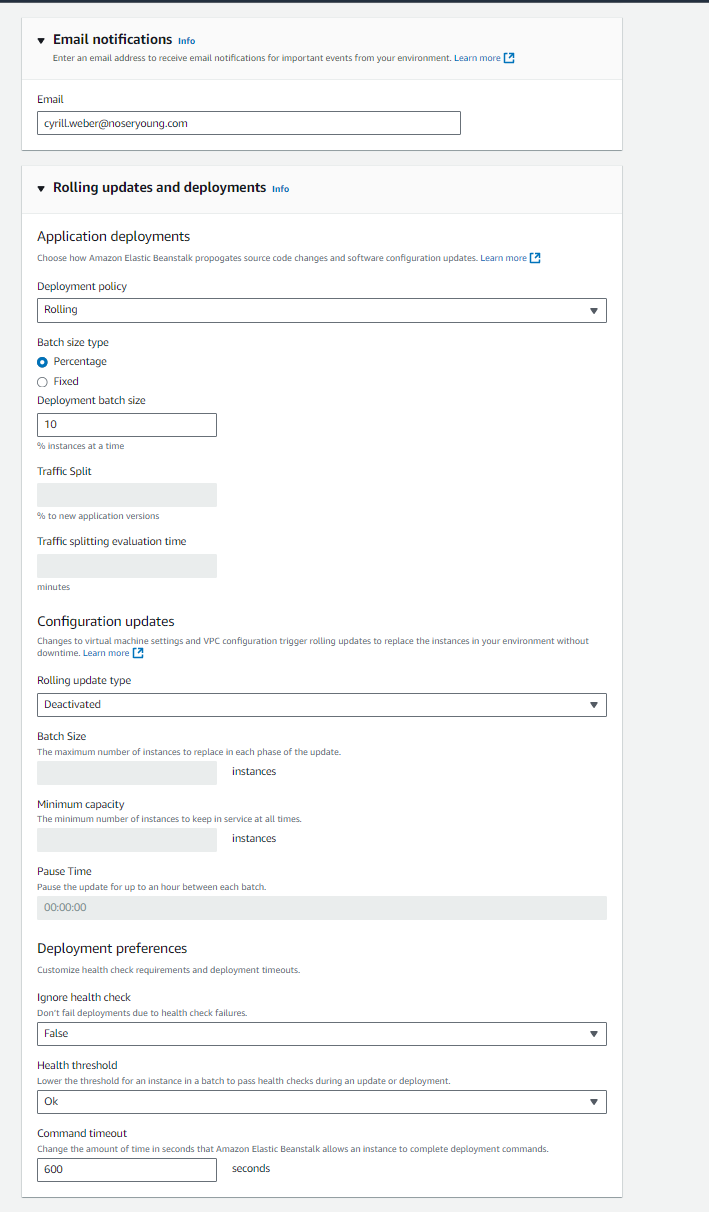 Email notifications Info
Enter an email address to receive email notifications for important events from your environment. Learn more
Email
cyrill.weber@noseryoung.com
Rolling updates and deployments Info
Application deployments
Choose how Amazon Elastic Beanstalk propogates source code changes and software configuration updates. Learn more
Deployment policy
Rolling
Batch size type
Percentage
Fixed
Deployment batch size
10
% instances at a time
Traffic Split
% to new application versions
Traffic splitting evaluation time
minutes
Configuration updates
Changes to virtual machine settings and VPC configuration trigger rolling updates to replace the instances in your environment without
downtime. Learn more
Rolling update type
Deactivated
Batch Size
The maximum number of instances to replace in each phase of the update.
instances
Minimum capacity
The minimum number of instances to keep in service at all times.
instances
Pause Time
Pause the update for up to an hour between each batch.
00:00:00
Deployment preferences
Customize health check requirements and deployment timeouts.
Ignore health check
Don't fail deployments due to health check failures.
False
Health threshold
Lower the threshold for an instance in a batch to pass health checks during an update or deployment.
Ok
Command timeout
Change the amount of time in seconds that Amazon Elastic Beanstalk allows an instance to complete deployment commands.
600 seconds